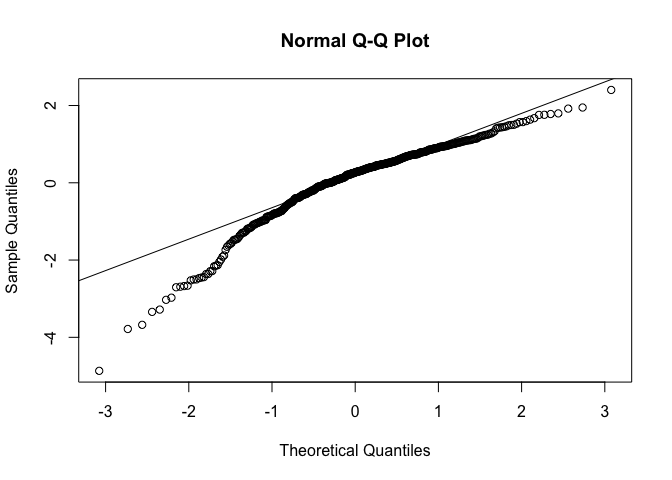 Normal Q-Q Plot
Sample Quantiles
2
0
-2
-4
-3 -2 -1 0 1 2 3
Theoretical Quantiles